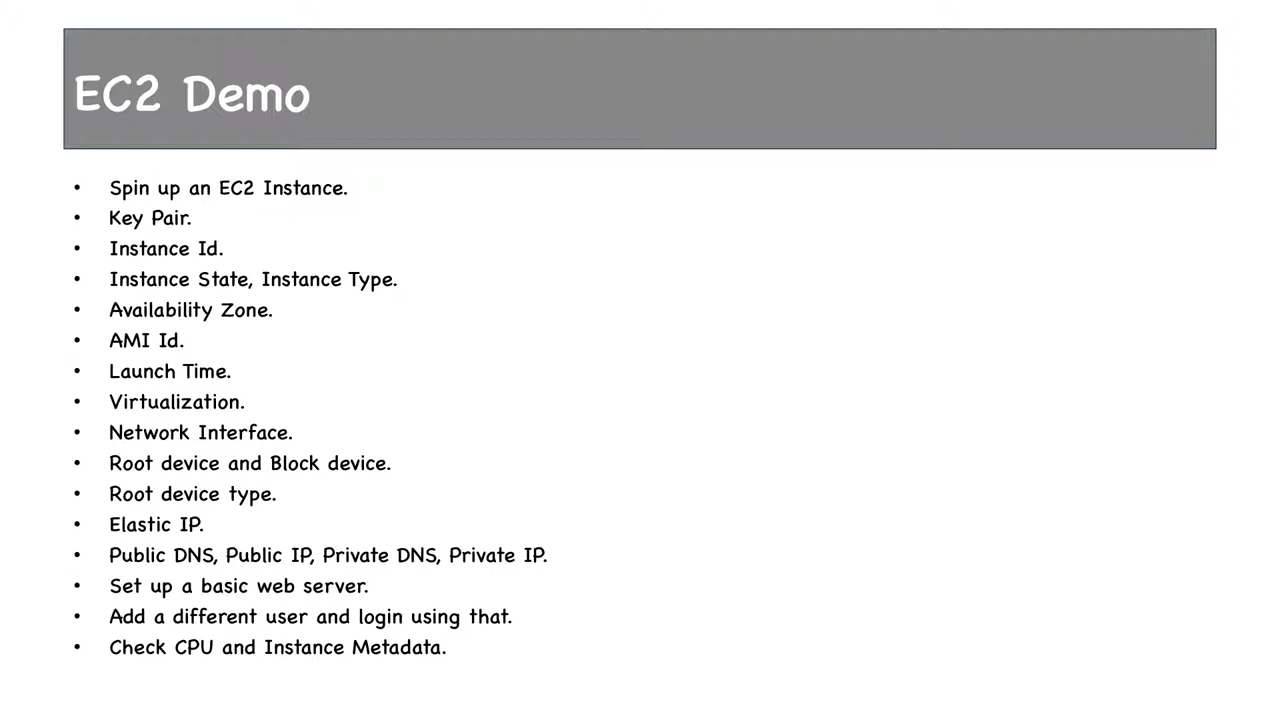 EC2 Demo
• Spin up an EC2 Instance.
• Key Pair.
• Instance Id.
• Instance State, Instance Type.
• Availability Zone.
• AMI Id.
• Launch Time.
• Virtualization.
• Network Interface.
• Root device and Block device.
• Root device type.
• Elastic IP.
• Public DNS, Public IP, Private DNS, Private IP.
• Set up a basic web server.
• Add a different user and login using that.
• Check CPU and Instance Metadata.